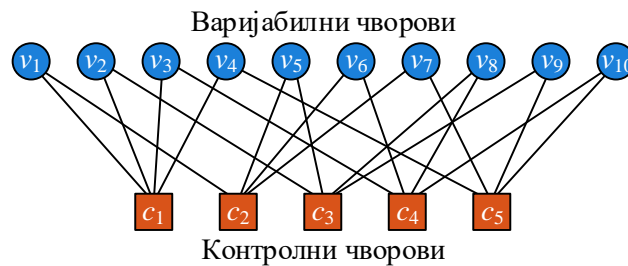 Варијабилни чворови
v1 v2 v3 v4 v5 v6 v7 v8 v9 v10
c1 c2 c3 c4 c5
Контролни чворови